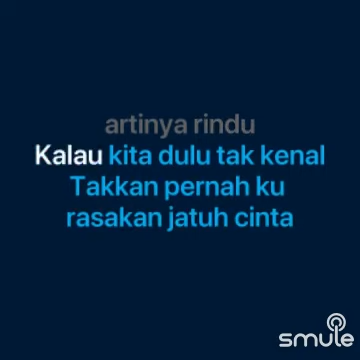 artinya rindu
Kalau kita dulu tak kenal
Takkan pernah ku
rasakan jatuh cinta
smule